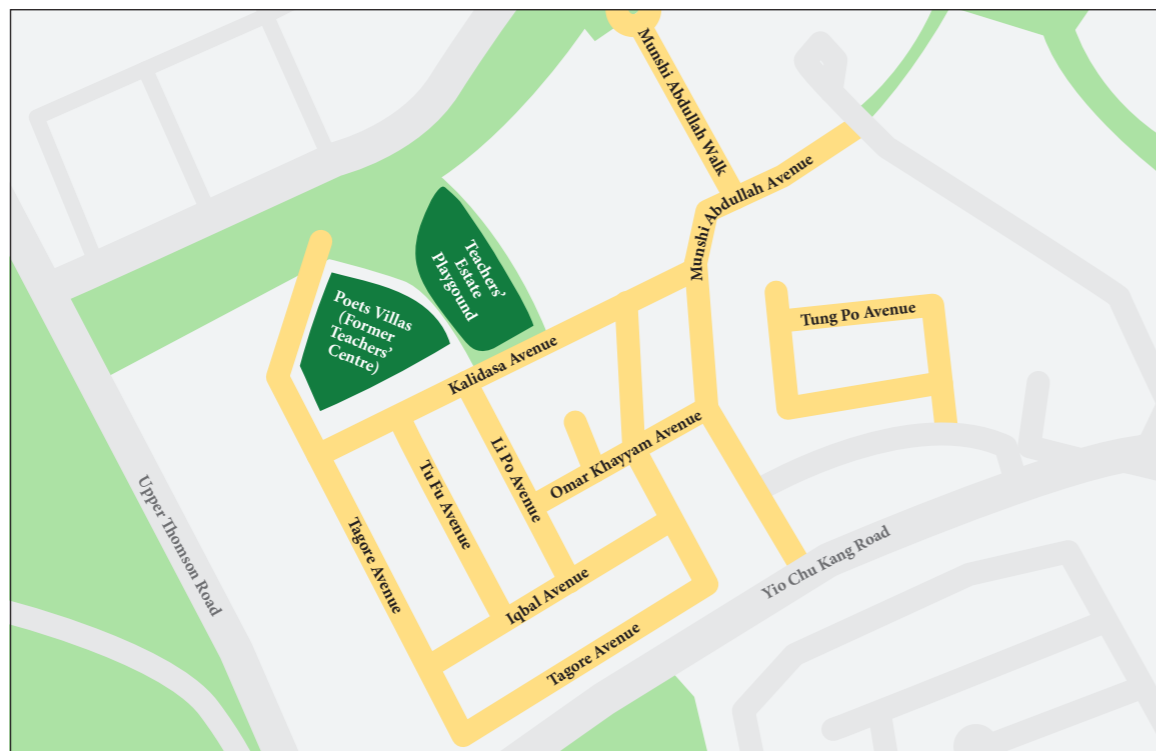 Munshi Abdullah Walk
Munshi Abdullah Avenue
Teachers’
Estate
Playgound
Poets Villas
(Former
Teachers’
Centre)
Tung Po Avenue
Kalidasa Avenue
Li Po Avenue
Omar Khayyam Avenue
Tu Fu Avenue
Upper Thomson Road
Tagore Avenue
Iqbal Avenue
Yio Chu Kang Road
Tagore Avenue